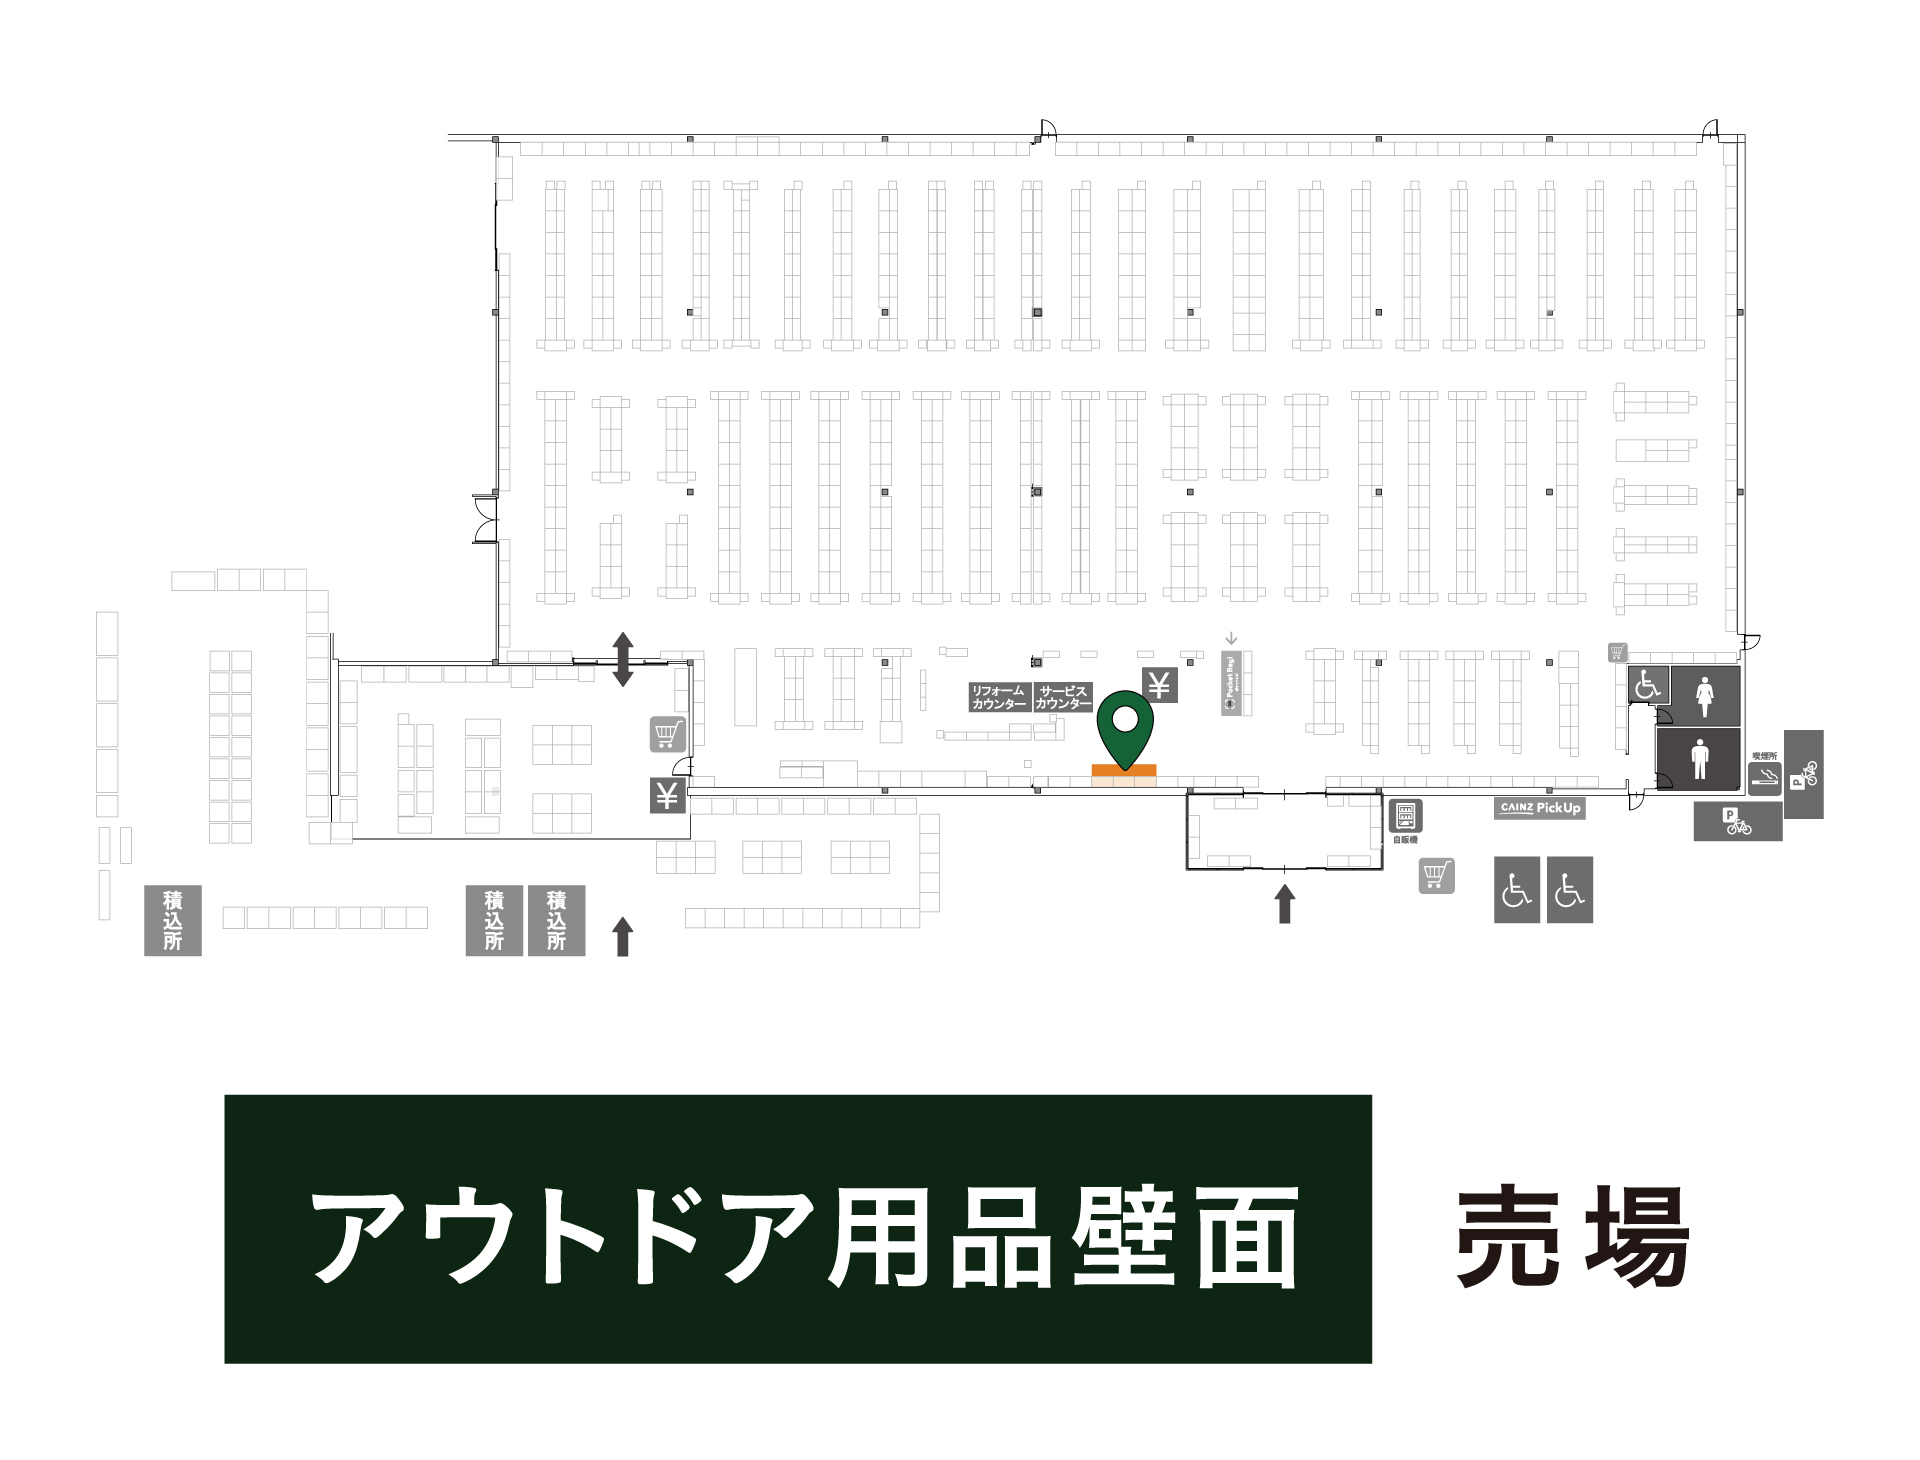 リフォーム
カウンター
サービス
カウンター
¥
Pocket Regi
喫煙所
P
P
¥
CAINZ PickUp
自販機
積込所
積込所
積込所
アウトドア用品壁面 売場